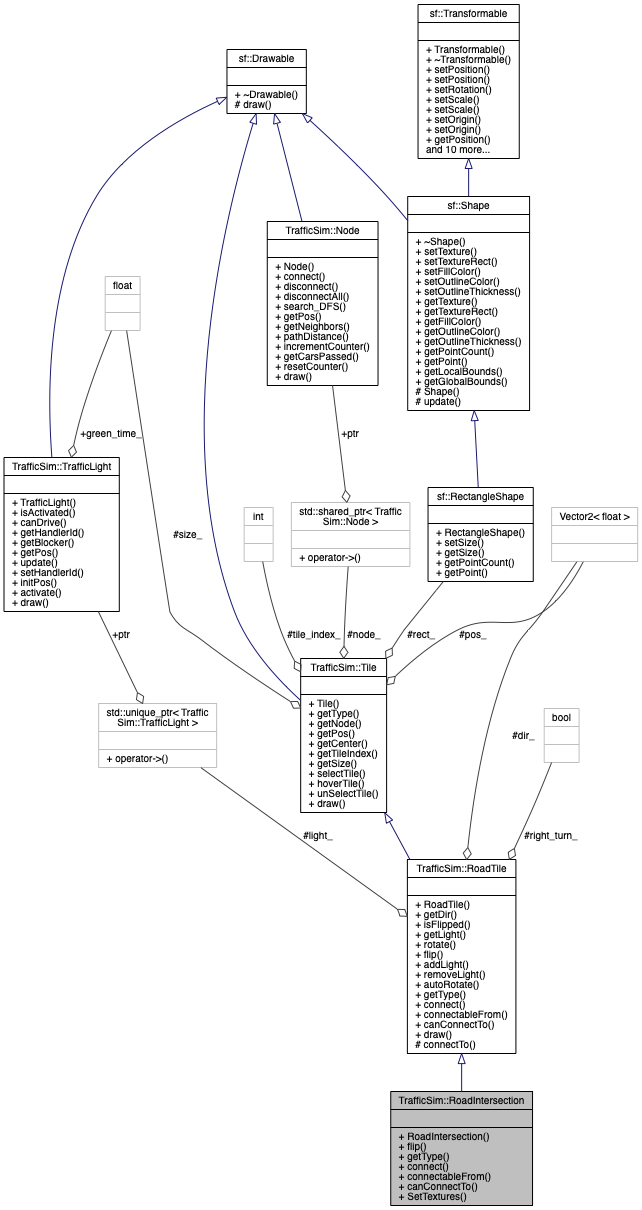 sf::Transformable
+ Transformable()
+ ~Transformable()
+ setPosition()
+ setPosition()
+ setRotation()
+ setScale()
+ setScale()
+ setOrigin()
+ setOrigin()
+ getPosition()
and 10 more...
sf::Drawable
+ ~Drawable()
# draw()
sf::Shape
+ ~Shape()
+ setTexture()
+ setTextureRect()
+ setFillColor()
+ setOutlineColor()
+ setOutlineThickness()
+ getTexture()
+ getTextureRect()
+ getFillColor()
+ getOutlineColor()
+ getOutlineThickness()
+ getPointCount()
+ getPoint()
+ getLocalBounds()
+ getGlobalBounds()
# Shape()
# update()
TrafficSim::Node
+ Node()
+ connect()
+ disconnect()
+ disconnectAll()
+ search_DFS()
+ getPos()
+ getNeighbors()
+ pathDistance()
+ incrementCounter()
+ getCarsPassed()
+ resetCounter()
+ draw()
float
+green_time_
+ptr
TrafficSim::TrafficLight
+ TrafficLight()
+ isActivated()
+ canDrive()
+ getHandlerId()
+ getBlocker()
+ getPos()
+ update()
+ setHandlerId()
+ initPos()
+ activate()
+ draw()
#size_
int
std::shared_ptr< Traffic
Sim::Node >
+ operator->()
sf::RectangleShape
+ RectangleShape()
+ setSize()
+ getSize()
+ getPointCount()
+ getPoint()
Vector2< float >
+ptr
#tile_index_
#node_
#rect_
#pos_
TrafficSim::Tile
+ Tile()
+ getType()
+ getNode()
+ getPos()
+ getCenter()
+ getTileIndex()
+ getSize()
+ selectTile()
+ hoverTile()
+ unSelectTile()
+ draw()
std::unique_ptr< Traffic
Sim::TrafficLight >
+ operator->()
bool
#dir_
#light_
#right_turn_
TrafficSim::RoadTile
+ RoadTile()
+ getDir()
+ isFlipped()
+ getLight()
+ rotate()
+ flip()
+ addLight()
+ removeLight()
+ autoRotate()
+ getType()
+ connect()
+ connectableFrom()
+ canConnectTo()
+ draw()
# connectTo()
TrafficSim::RoadIntersection
+ RoadIntersection()
+ flip()
+ getType()
+ connect()
+ connectableFrom()
+ canConnectTo()
+ SetTextures()